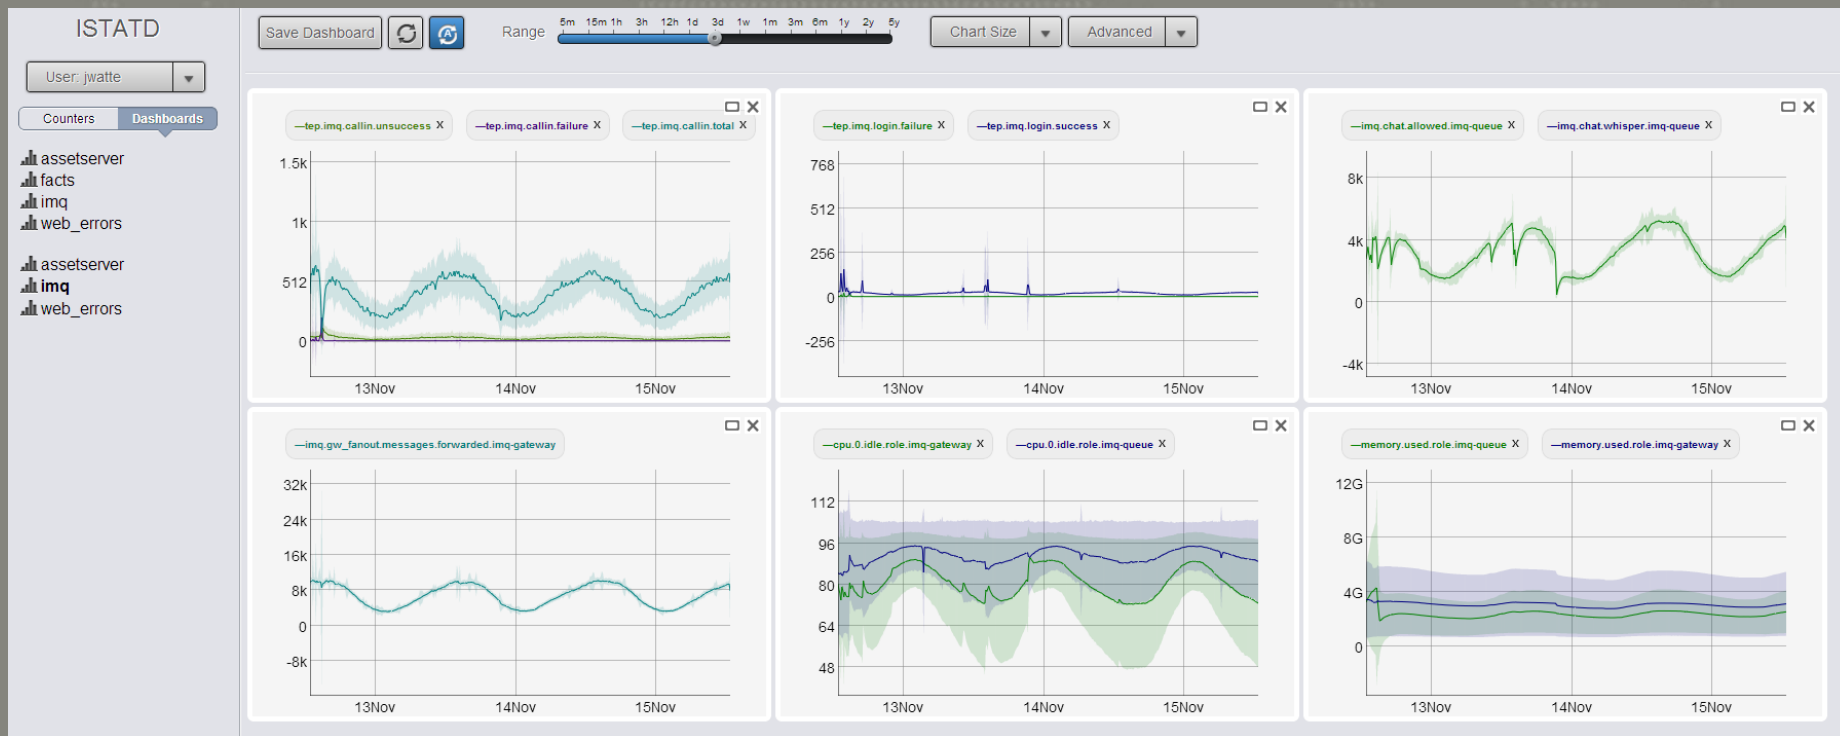 ISTATD
Save Dashboard
A
Range
5m 15m 1h 3h 12h 1d 3d 1w 1m 3m 6m 1y 2y 5y
Chart Size
Advanced
User: jwatte
Counters
Dashboards
assetserver
facts
imq
web_errors
assetserver
imq
web_errors
—tep.imq.callin.unsuccess X —tep.imq.callin.failure X —tep.imq.callin.total X
1.5k
1k
512
0
13Nov 14Nov 15Nov
—tep.imq.login.failure X —tep.imq.login.success X
768
512
256
0
-256
13Nov 14Nov 15Nov
—imq.chat.allowed.imq-queue X —imq.chat.whisper.imq-queue X
8k
4k
0
-4k
13Nov 14Nov 15Nov
—imq.gw_fanout.messages.forwarded.imq-gateway
32k
24k
16k
8k
0
-8k
13Nov 14Nov 15Nov
—cpu.0.idle.role.imq-gateway X —cpu.0.idle.role.imq-queue X
112
96
80
64
48
13Nov 14Nov 15Nov
—memory.used.role.imq-queue X —memory.used.role.imq-gateway X
12G
8G
4G
0
13Nov 14Nov 15Nov